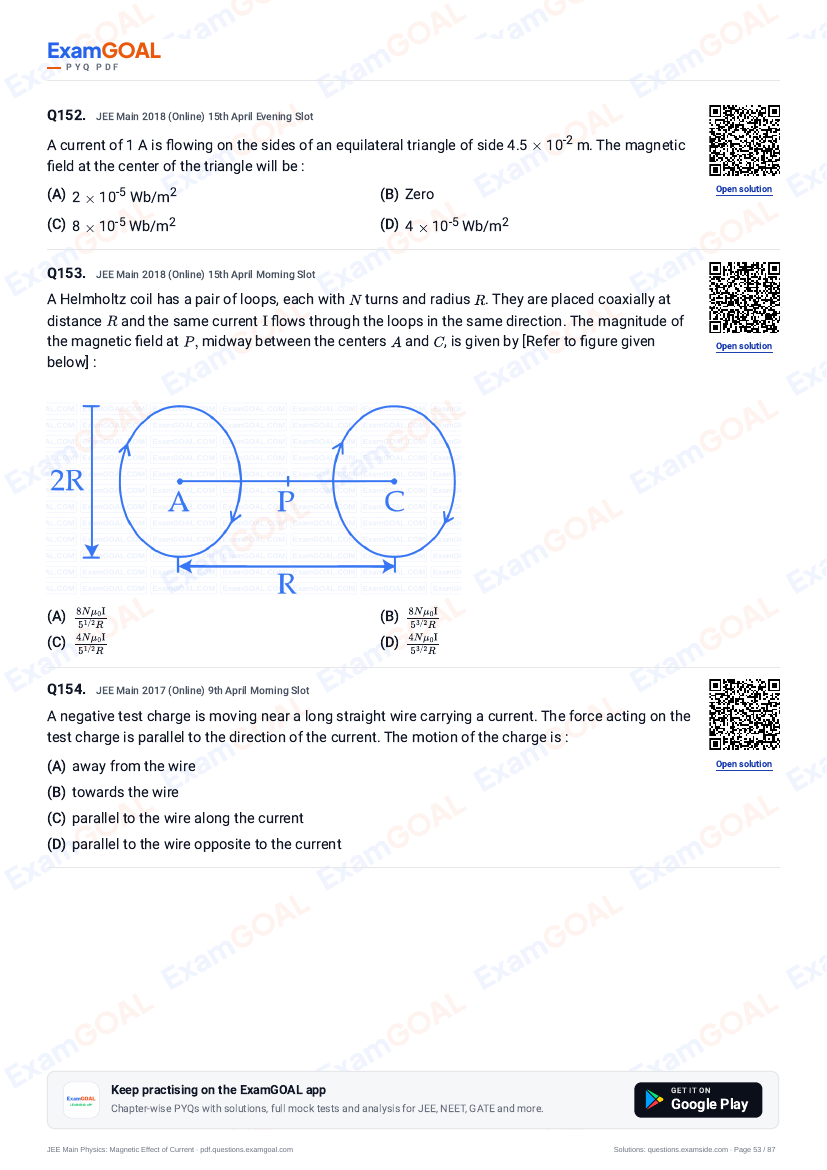 ExamGOAL
PYQ PDF
Q152. JEE Main 2018 (Online) 15th April Evening Slot
A current of 1 A is flowing on the sides of an equilateral triangle of side 4.5 × 10⁻² m. The magnetic
field at the center of the triangle will be :
(A) 2 × 10⁻⁵ Wb/m²
(B) Zero
(C) 8 × 10⁻⁵ Wb/m²
(D) 4 × 10⁻⁵ Wb/m²
Open solution
Q153. JEE Main 2018 (Online) 15th April Morning Slot
A Helmholtz coil has a pair of loops, each with N turns and radius R. They are placed coaxially at
distance R and the same current I flows through the loops in the same direction. The magnitude of
the magnetic field at P, midway between the centers A and C, is given by [Refer to figure given
below] :
Open solution
2R
A
P
C
R
(A) 8Nμ₀I / 5^{1/2}R
(B) 8Nμ₀I / 5^{3/2}R
(C) 4Nμ₀I / 5^{1/2}R
(D) 4Nμ₀I / 5^{3/2}R
Q154. JEE Main 2017 (Online) 9th April Morning Slot
A negative test charge is moving near a long straight wire carrying a current. The force acting on the
test charge is parallel to the direction of the current. The motion of the charge is :
(A) away from the wire
(B) towards the wire
(C) parallel to the wire along the current
(D) parallel to the wire opposite to the current
Open solution
ExamGOAL
Keep practising on the ExamGOAL app
Chapter-wise PYQs with solutions, full mock tests and analysis for JEE, NEET, GATE and more.
GET IT ON
Google Play
JEE Main Physics: Magnetic Effect of Current · pdf.questions.examgoal.com
Solutions: questions.examside.com · Page 53 / 87